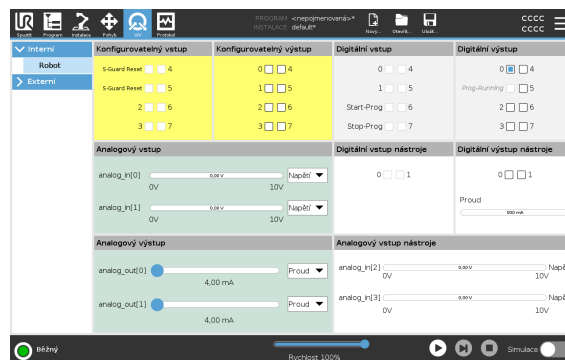 PROGRAM <nepojmenovaná>*
INSTALACE default*
Spustit Program Instalace Pohyb V/V Protokol
Nový... Otevřít... Uložit...
CCCC
CCCC
Interní
Robot
Externí
Konfigurovatelný vstup
S-Guard Reset 4
S-Guard Reset 5
2 6
3 7
Konfigurovatelný výstup
0 4
1 5
2 6
3 7
Digitální vstup
0 4
1 5
Start-Prog 6
Stop-Prog 7
Digitální výstup
0 4
Prog-Running 5
2 6
3 7
Analogový vstup
analog_in[0] 0,00 V Napětí
0V 10V
analog_in[1] 0,00 V Napětí
0V 10V
Digitální vstup nástroje
0 1
Digitální výstup nástroje
0 1
Proud
000 mA
Analogový výstup
analog_out[0] Proud
4,00 mA
analog_out[1] Proud
4,00 mA
Analogový vstup nástroje
analog_in[2] 0,00 V Napě
0V 10V
analog_in[3] 0,00 V Napě
0V 10V
Běžný
Rychlost 100%
Simulace